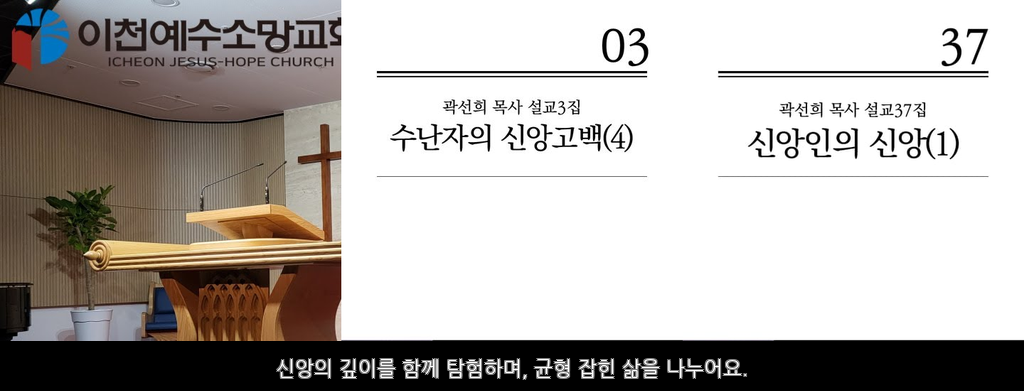 이천예수소망교회
ICHEON JESUS-HOPE CHURCH
03
곽선희 목사 설교3집
수난자의 신앙고백(4)
37
곽선희 목사 설교37집
신앙인의 신앙(1)
신앙의 깊이를 함께 탐험하며, 균형 잡힌 삶을 나누어요.